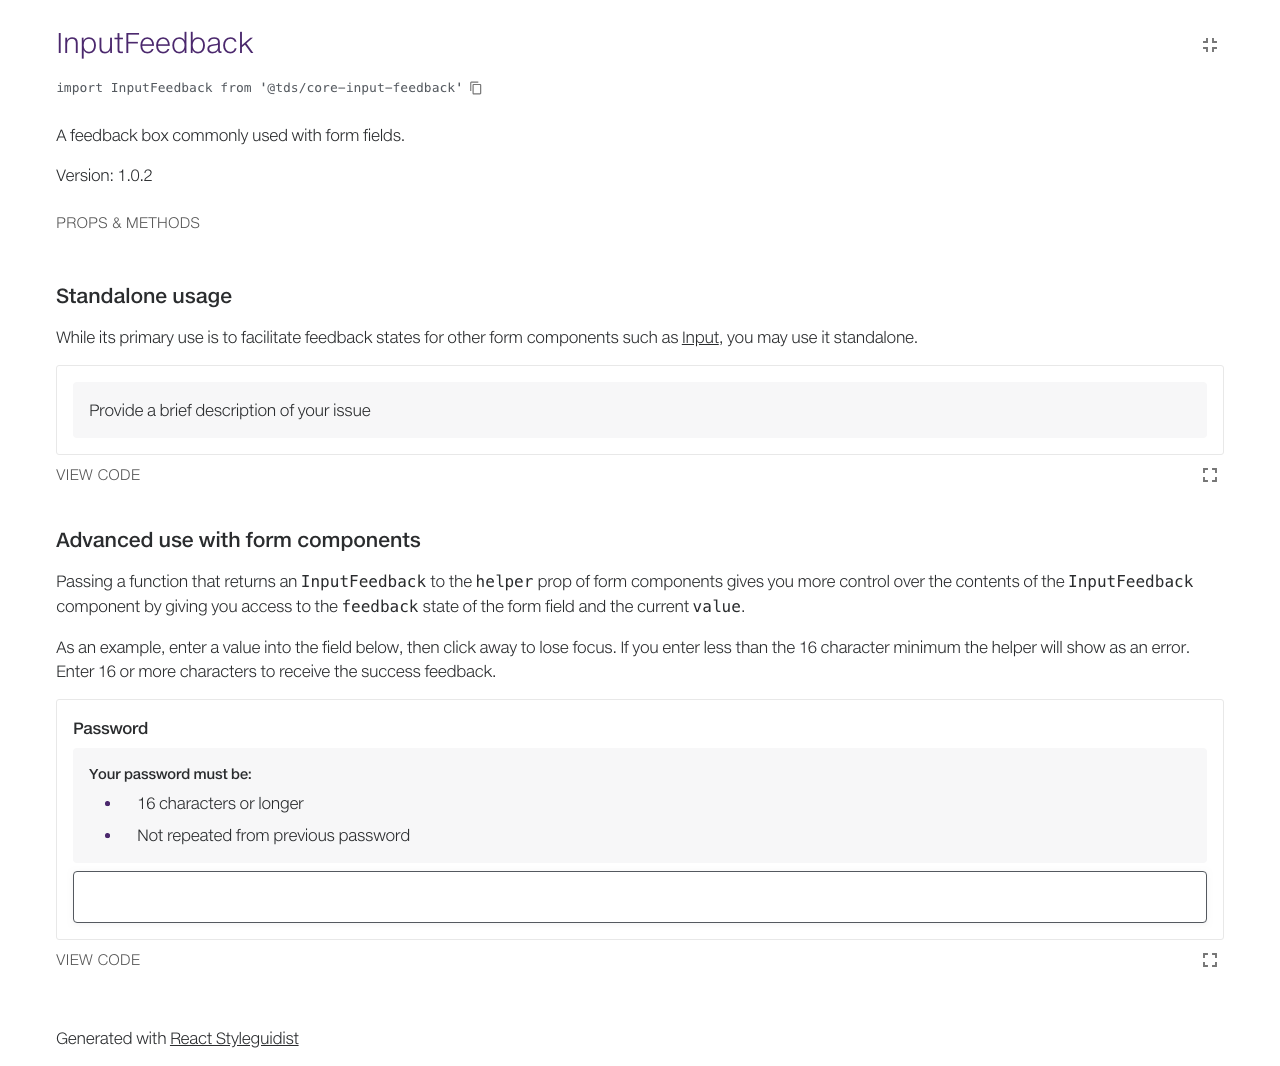 InputFeedback
import InputFeedback from '@tds/core-input-feedback'
A feedback box commonly used with form fields.
Version: 1.0.2
PROPS & METHODS
Standalone usage
While its primary use is to facilitate feedback states for other form components such as Input, you may use it standalone.
Provide a brief description of your issue
VIEW CODE
Advanced use with form components
Passing a function that returns an InputFeedback to the helper prop of form components gives you more control over the contents of the InputFeedback
component by giving you access to the feedback state of the form field and the current value.
As an example, enter a value into the field below, then click away to lose focus. If you enter less than the 16 character minimum the helper will show as an error.
Enter 16 or more characters to receive the success feedback.
Password
Your password must be:
16 characters or longer
Not repeated from previous password
VIEW CODE
Generated with React Styleguidist